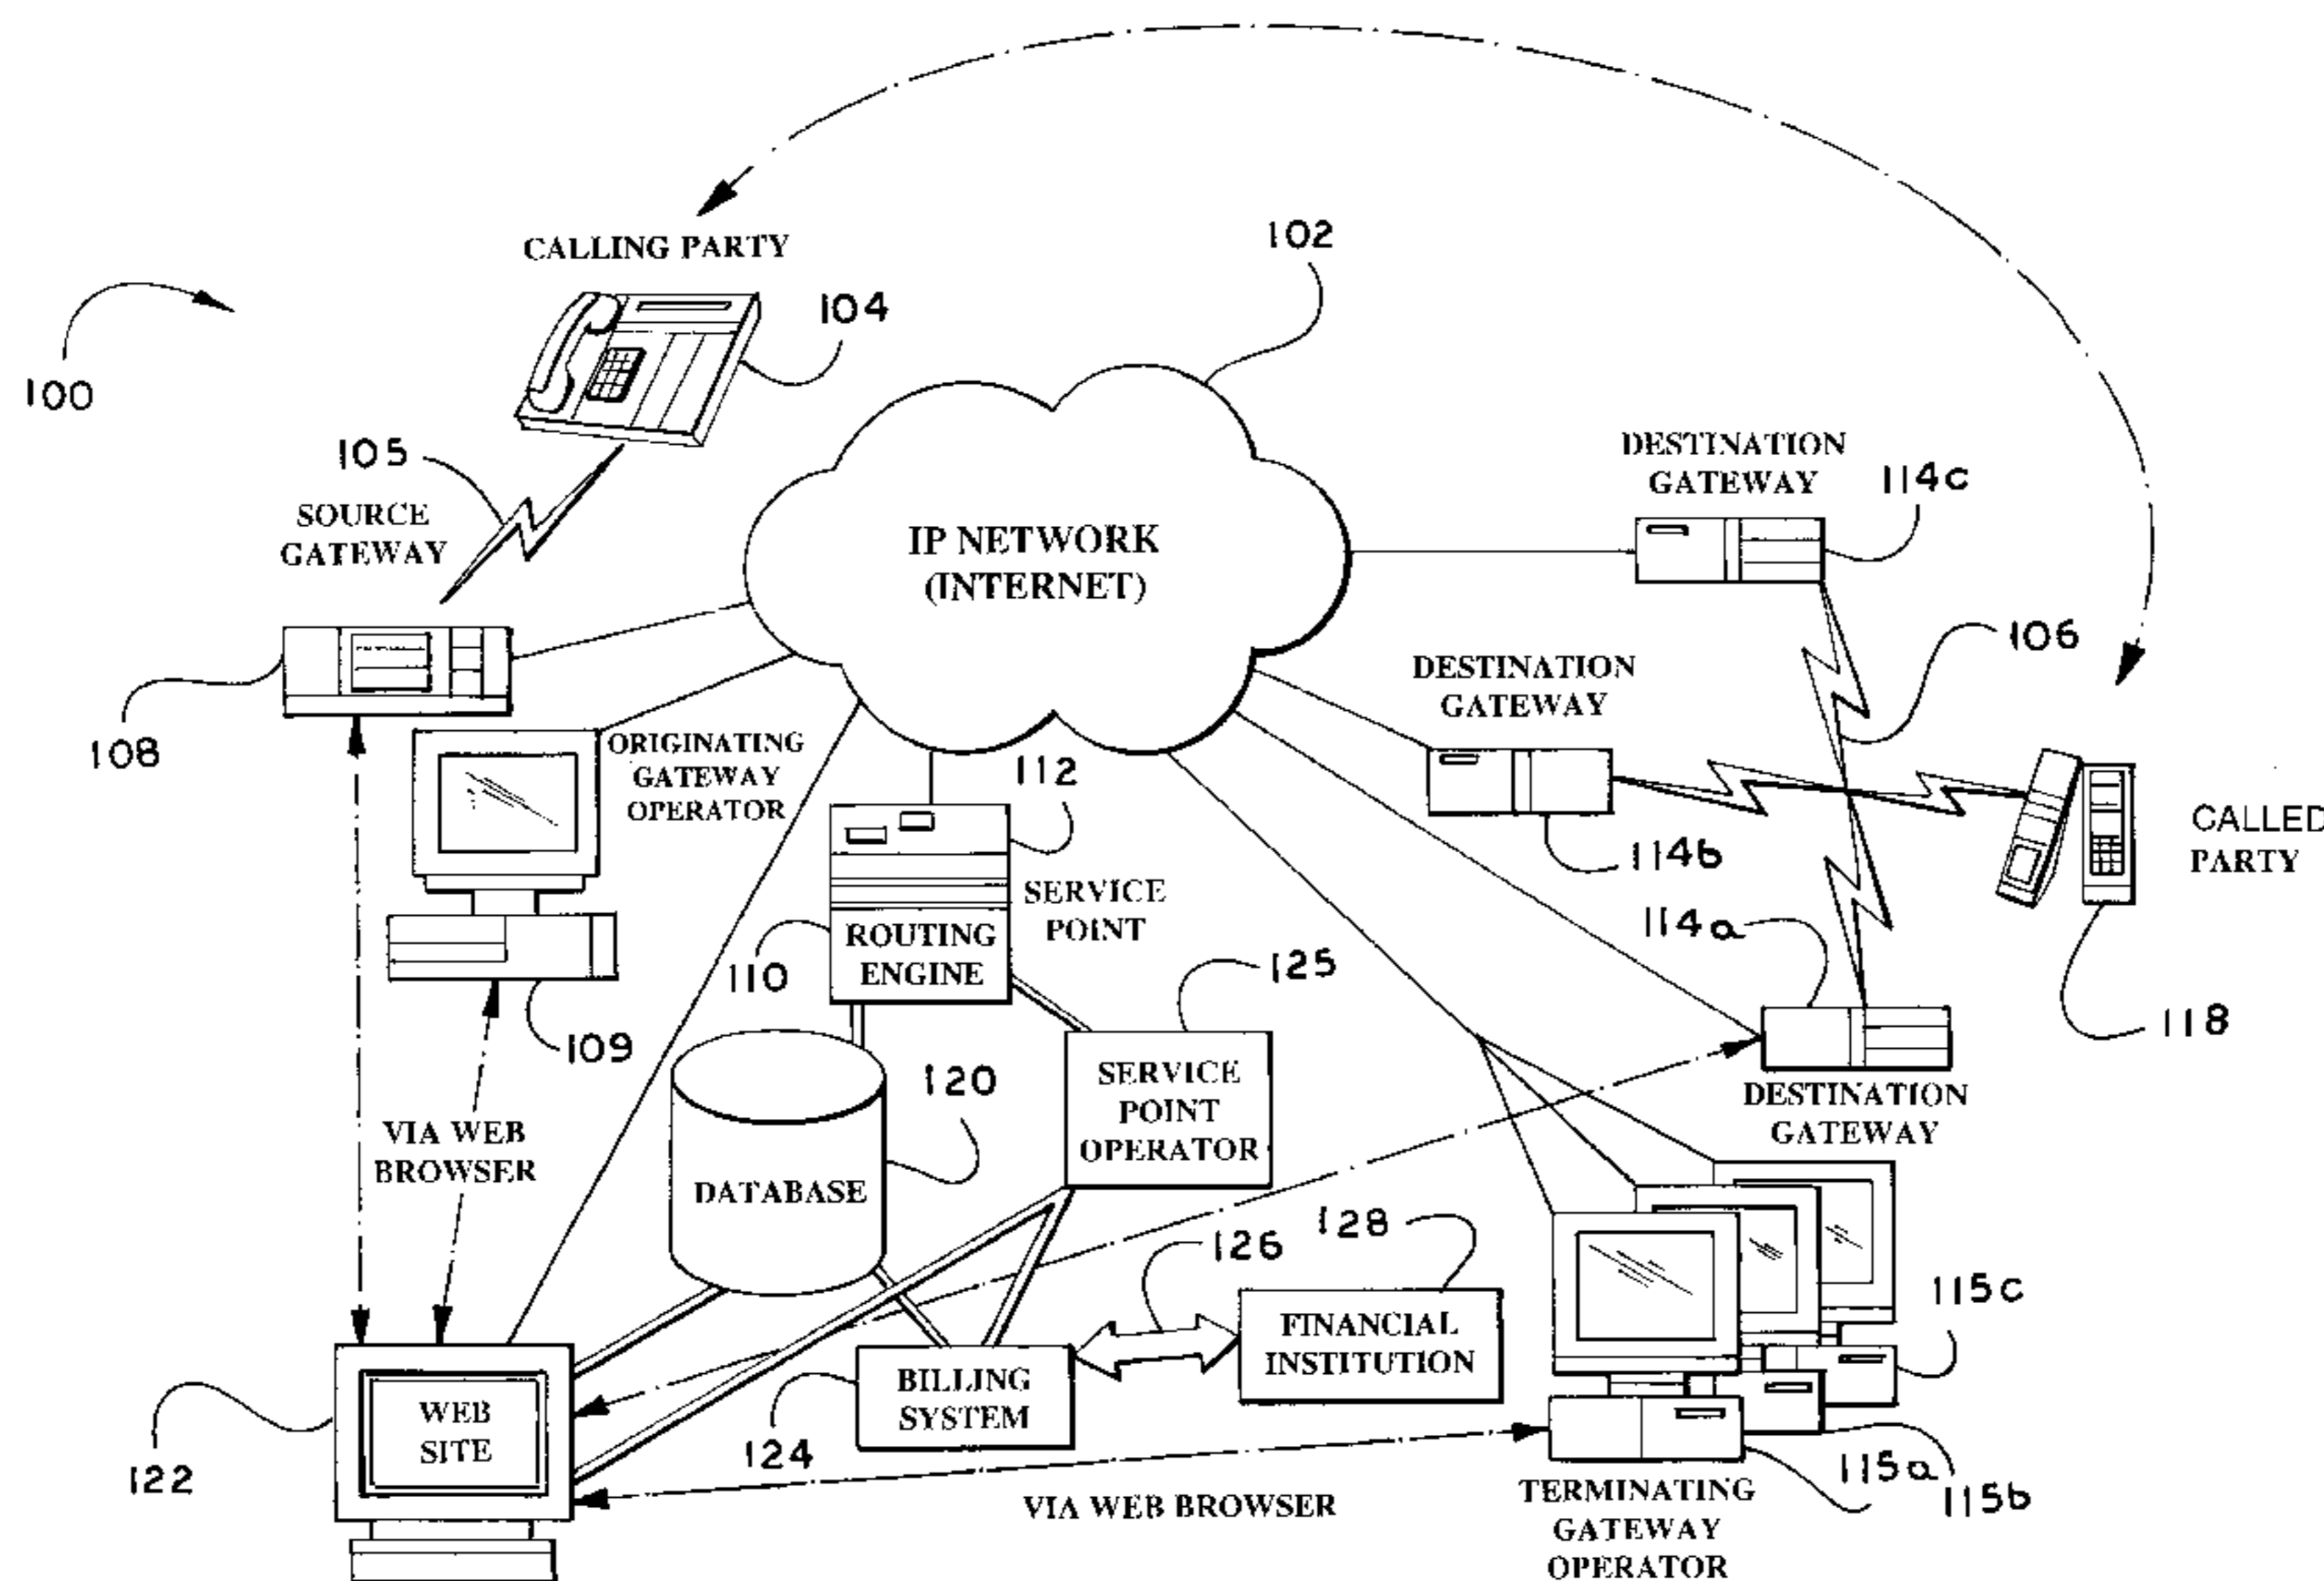 CALLING PARTY
102
104
100
105
SOURCE
GATEWAY
IP NETWORK
(INTERNET)
DESTINATION
GATEWAY
114c
106
108
ORIGINATING
GATEWAY
OPERATOR
112
DESTINATION
GATEWAY
114b
CALLED
PARTY
SERVICE
POINT
110
ROUTING
ENGINE
125
114a
118
109
120
SERVICE
POINT
OPERATOR
DESTINATION
GATEWAY
VIA WEB
BROWSER
DATABASE
126
128
115c
FINANCIAL
INSTITUTION
BILLING
SYSTEM
WEB
SITE
124
122
115a
115b
VIA WEB BROWSER
TERMINATING
GATEWAY
OPERATOR